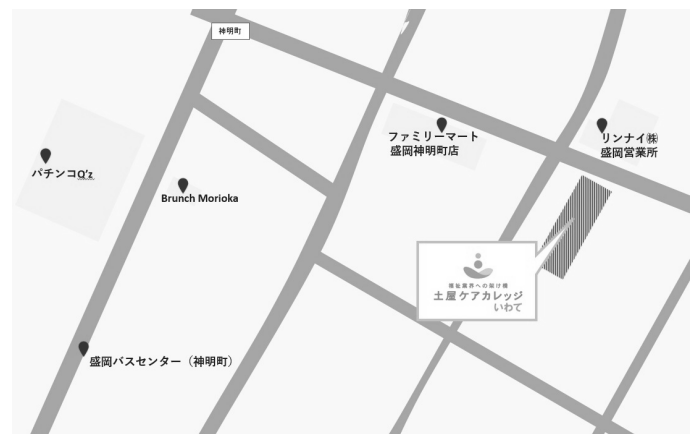 神明町
ファミリーマート
盛岡神明町店
リンナイ㈱
盛岡営業所
パチンコQ'z
Brunch Morioka
福祉業界への架け橋
土屋ケアカレッジ
いわて
盛岡バスセンター（神明町）